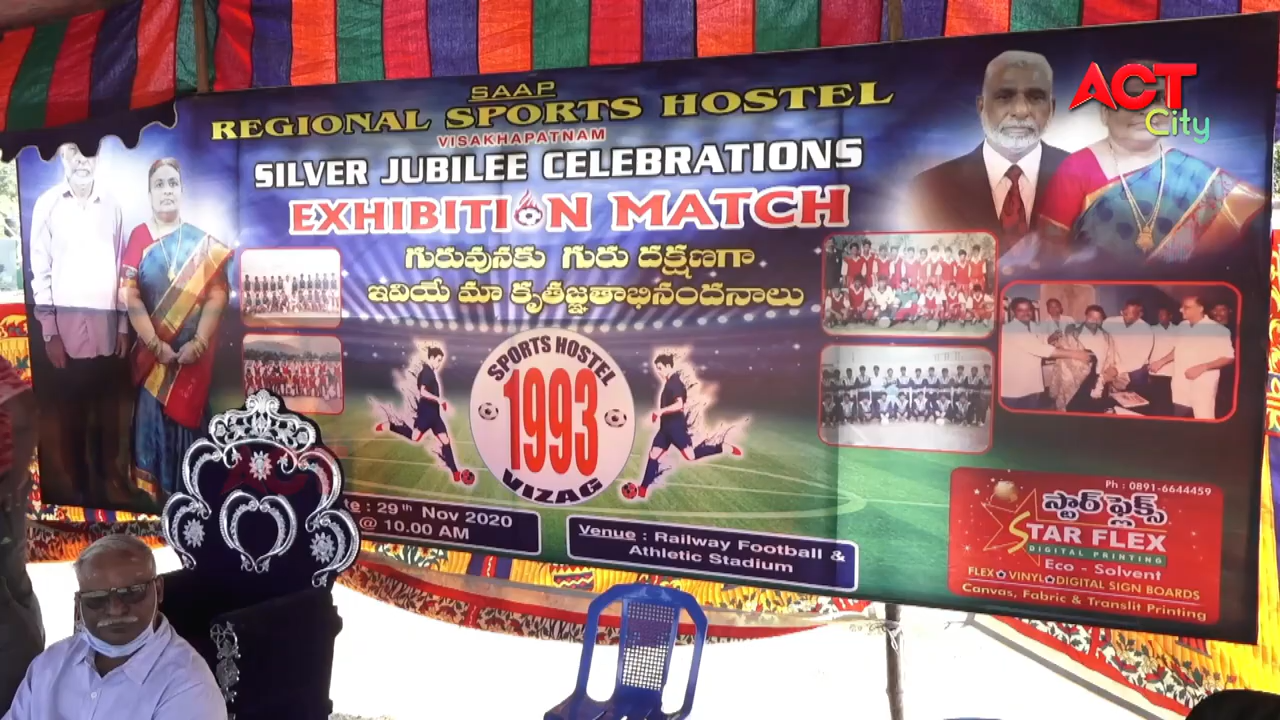 ACT
City
SAAP
REGIONAL SPORTS HOSTEL
VISAKHAPATNAM
SILVER JUBILEE CELEBRATIONS
EXHIBITION MATCH
గురువునకు గురు దక్షణగా
ఇవియే మా కృతజ్ఞతాభినందనాలు
SPORTS HOSTEL
1993
VIZAG
: 29th Nov 2020
@ 10.00 AM
Venue : Railway Football &
Athletic Stadium
Ph : 0891-6644459
స్టార్ ఫ్లెక్స్
STAR FLEX
DIGITAL PRINTING
Eco - Solvent
FLEX VINYL DIGITAL SIGN BOARDS
Canvas, Fabric & Translit Printing